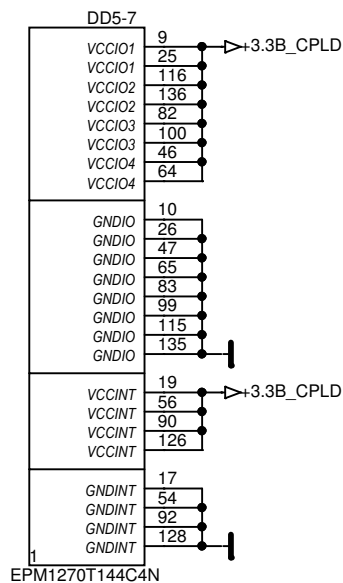 DD5-7
VCCIO1 9 +3.3B_CPLD
VCCIO1 25
VCCIO2 116
VCCIO2 136
VCCIO3 82
VCCIO3 100
VCCIO4 46
VCCIO4 64
GNDIO 10
GNDIO 26
GNDIO 47
GNDIO 65
GNDIO 83
GNDIO 99
GNDIO 115
GNDIO 135
VCCINT 19 +3.3B_CPLD
VCCINT 56
VCCINT 90
VCCINT 126
GNDINT 17
GNDINT 54
GNDINT 92
GNDINT 128
1
EPM1270T144C4N